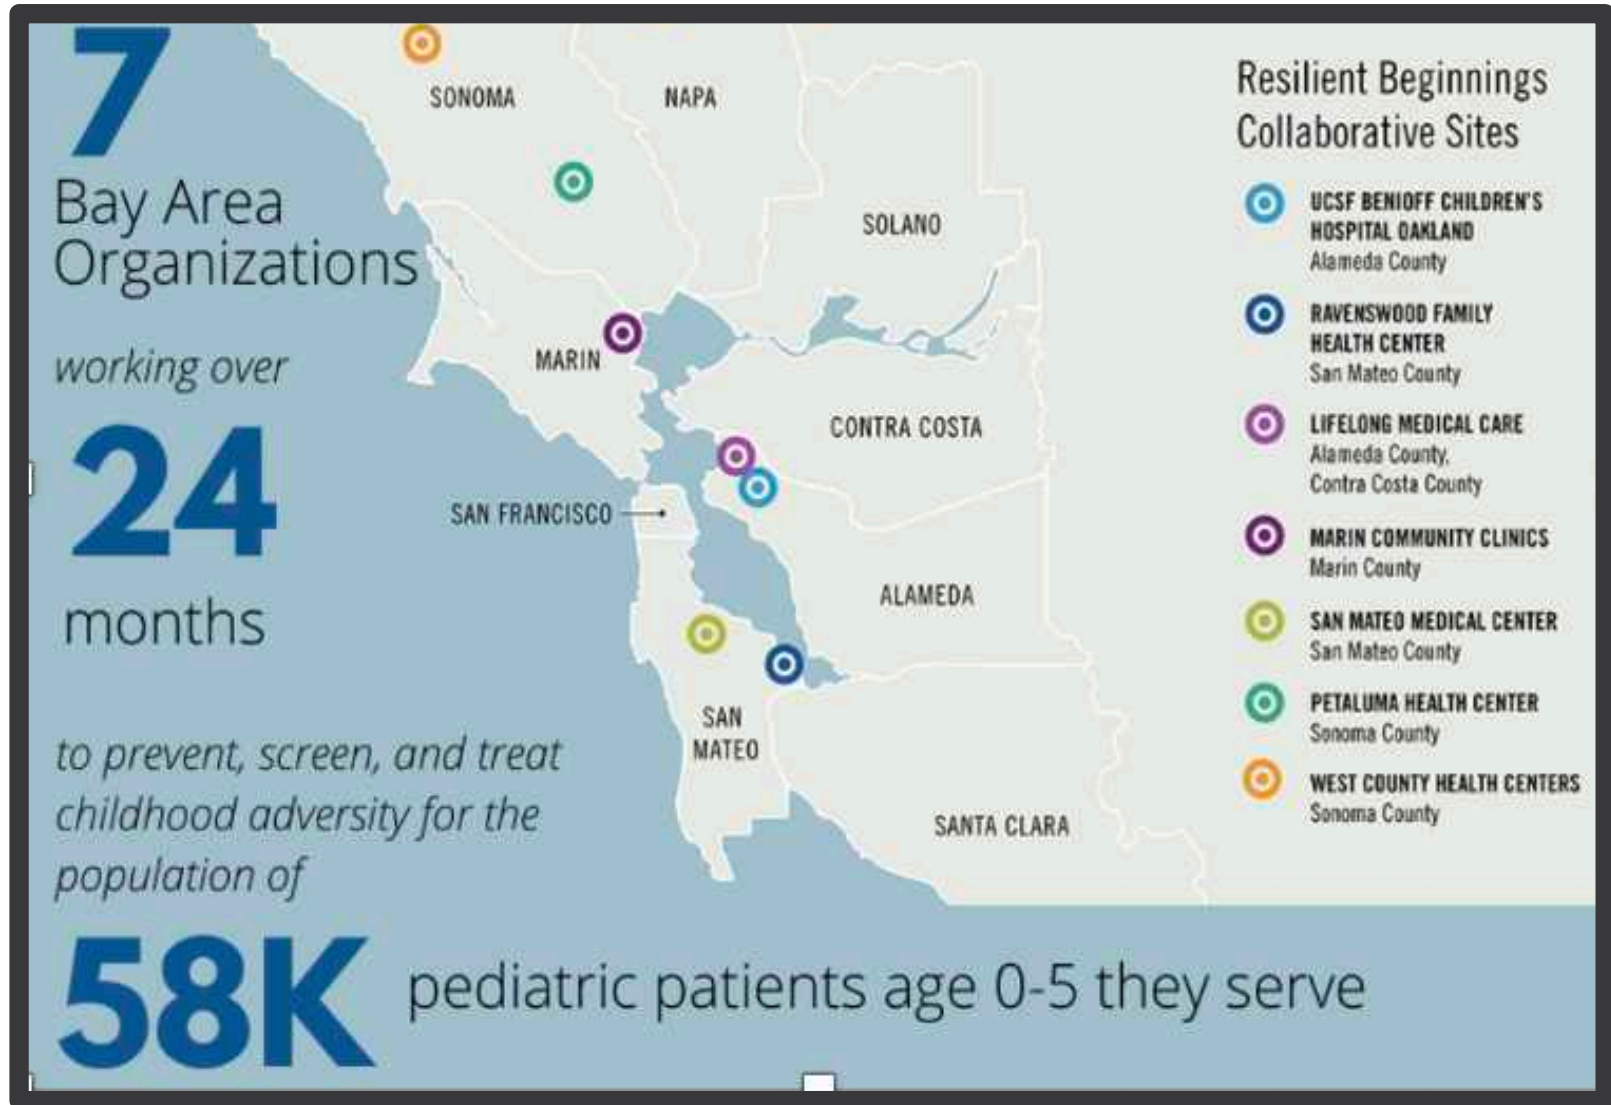 7
Bay Area
Organizations
working over
24
months
to prevent, screen, and treat
childhood adversity for the
population of
58K
pediatric patients age 0-5 they serve
SONOMA
NAPA
SOLANO
MARIN
CONTRA COSTA
SAN FRANCISCO
ALAMEDA
SAN
MATEO
SANTA CLARA
Resilient Beginnings
Collaborative Sites
UCSF BENIOFF CHILDREN'S
HOSPITAL OAKLAND
Alameda County
RAVENSWOOD FAMILY
HEALTH CENTER
San Mateo County
LIFELONG MEDICAL CARE
Alameda County,
Contra Costa County
MARIN COMMUNITY CLINICS
Marin County
SAN MATEO MEDICAL CENTER
San Mateo County
PETALUMA HEALTH CENTER
Sonoma County
WEST COUNTY HEALTH CENTERS
Sonoma County